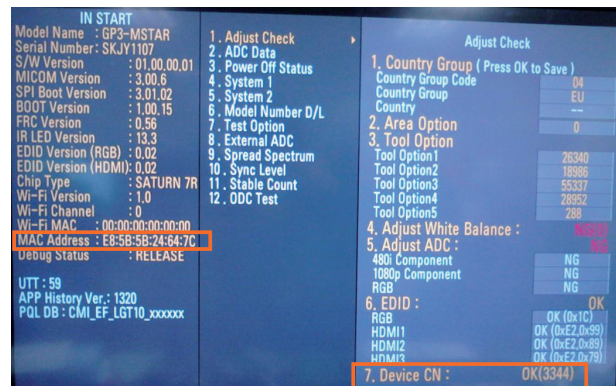 IN START
Model Name : GP3-MSTAR
Serial Number: SKJY1107
S/W Version : 01.00.00.01
MICOM Version : 3.00.6
SPI Boot Version : 3.01.02
BOOT Version : 1.00.15
FRC Version : 0.56
IR LED Version : 13.3
EDID Version (RGB) : 0.02
EDID Version (HDMI): 0.02
Chip Type : SATURN 7R
Wi-Fi Version : 1.0
Wi-Fi Channel : 0
Wi-Fi MAC : 00:00:00:00:00:00
MAC Address : E8:5B:5B:24:64:7C
Debug Status : RELEASE
UTT : 59
APP History Ver.: 1320
PQL DB : CMI_EF_LGT10_xxxxxx
1. Adjust Check
2. ADC Data
3. Power Off Status
4. System 1
5. System 2
6. Model Number D/L
7. Test Option
8. External ADC
9. Spread Spectrum
10. Sync Level
11. Stable Count
12. ODC Test
Adjust Check
1. Country Group ( Press OK to Save )
Country Group Code 04
Country Group EU
Country --
2. Area Option 0
3. Tool Option
Tool Option1 26340
Tool Option2 18986
Tool Option3 55337
Tool Option4 28952
Tool Option5 288
4. Adjust White Balance :
5. Adjust ADC : NG
480i Component NG
1080p Component NG
RGB NG
6. EDID : OK
RGB OK (0x1C)
HDMI1 OK (0xE2,0x99)
HDMI2 OK (0xE2,0x89)
HDMI3 OK (0xE2,0x79)
7. Device CN : OK(3344)